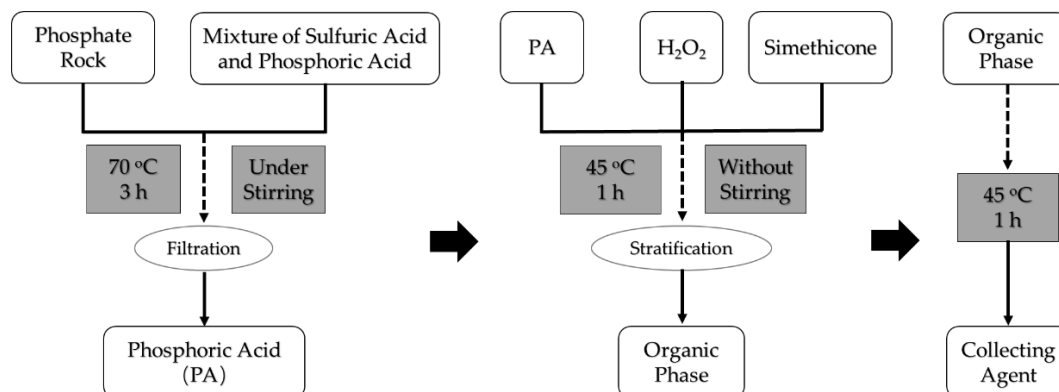 Phosphate
Rock
Mixture of Sulfuric Acid
and Phosphoric Acid
70 °C
3 h
Under
Stirring
Filtration
Phosphoric Acid
(PA)
PA
H₂O₂
Simethicone
45 °C
1 h
Without
Stirring
Stratification
Organic
Phase
Organic
Phase
45 °C
1 h
Collecting
Agent